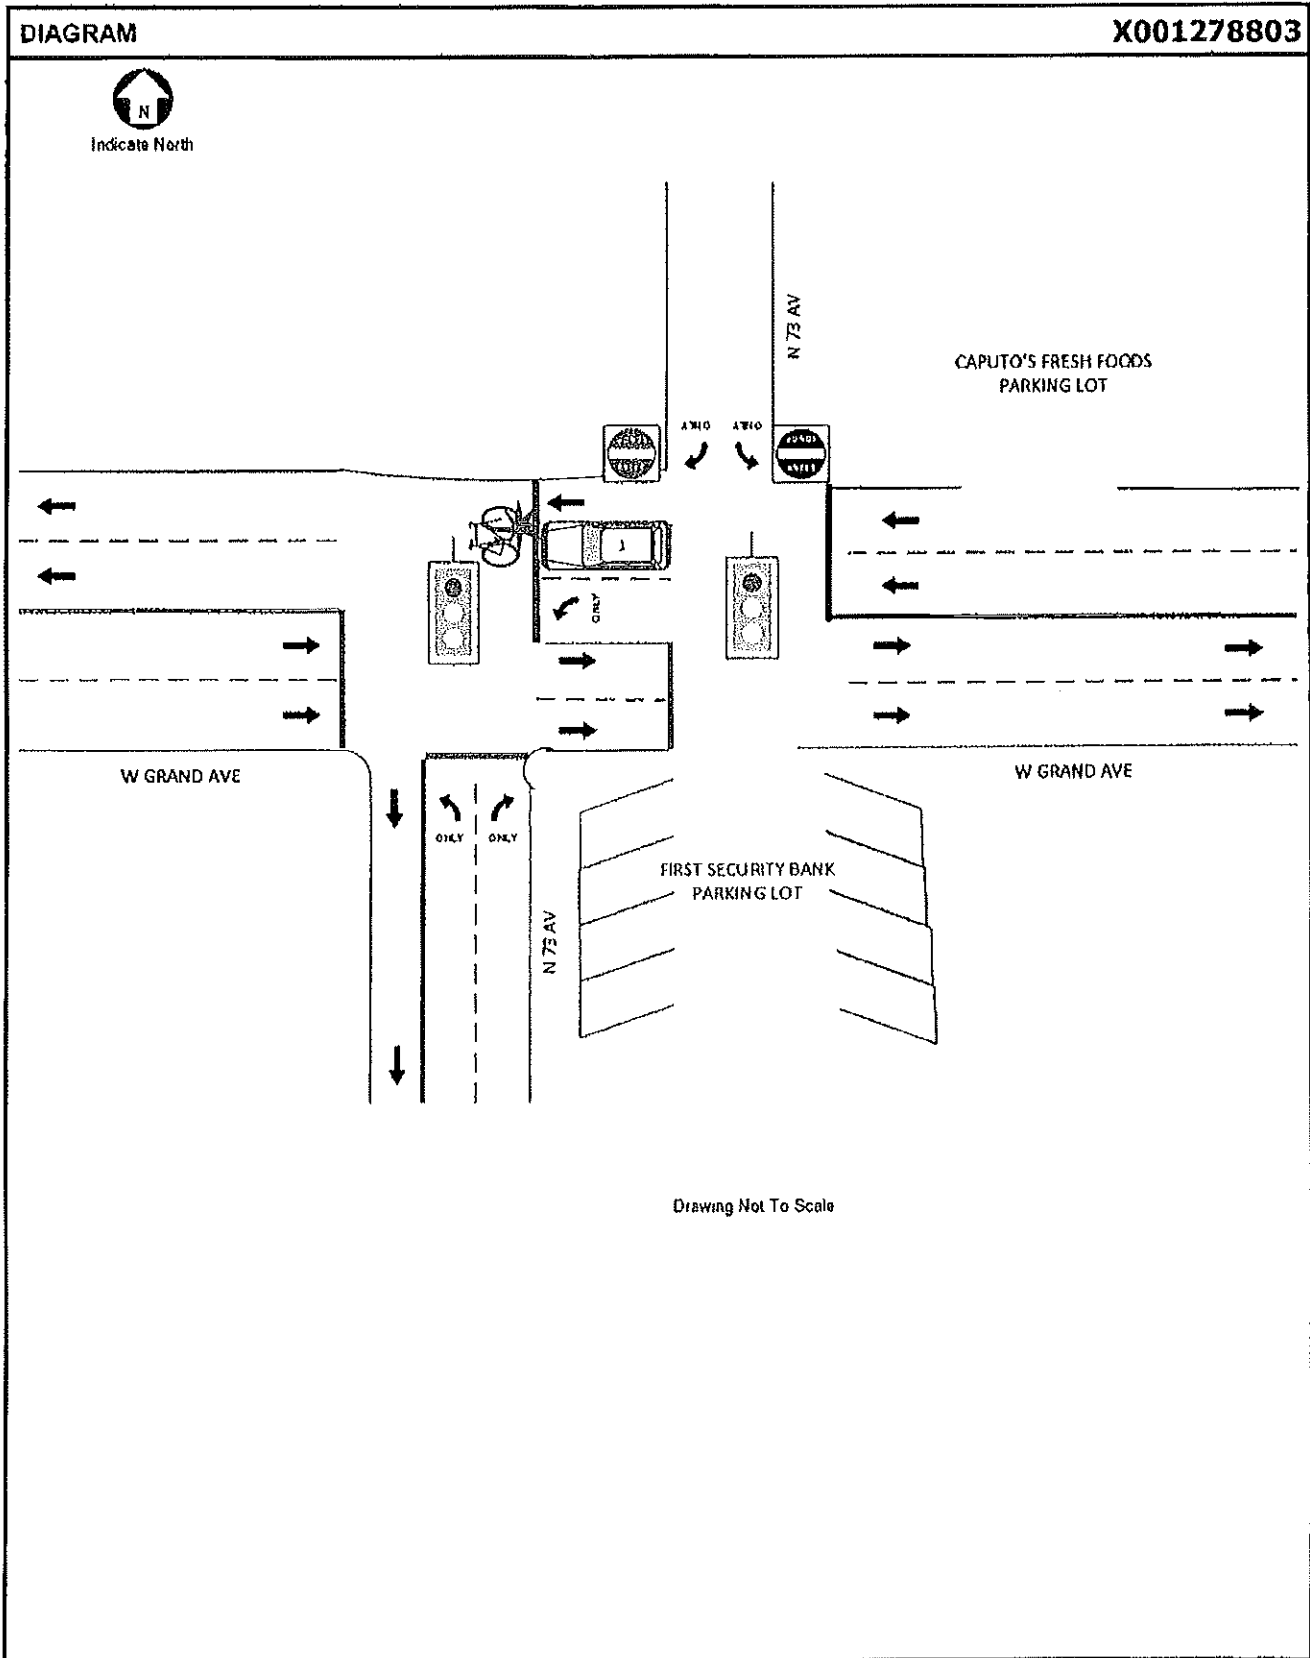 DIAGRAM
X001278803
N
Indicate North
N 73 AV
CAPUTO'S FRESH FOODS
PARKING LOT
ONLY
ONLY
1
ONLY
W GRAND AVE
W GRAND AVE
ONLY
ONLY
FIRST SECURITY BANK
PARKING LOT
N 73 AV
Drawing Not To Scale